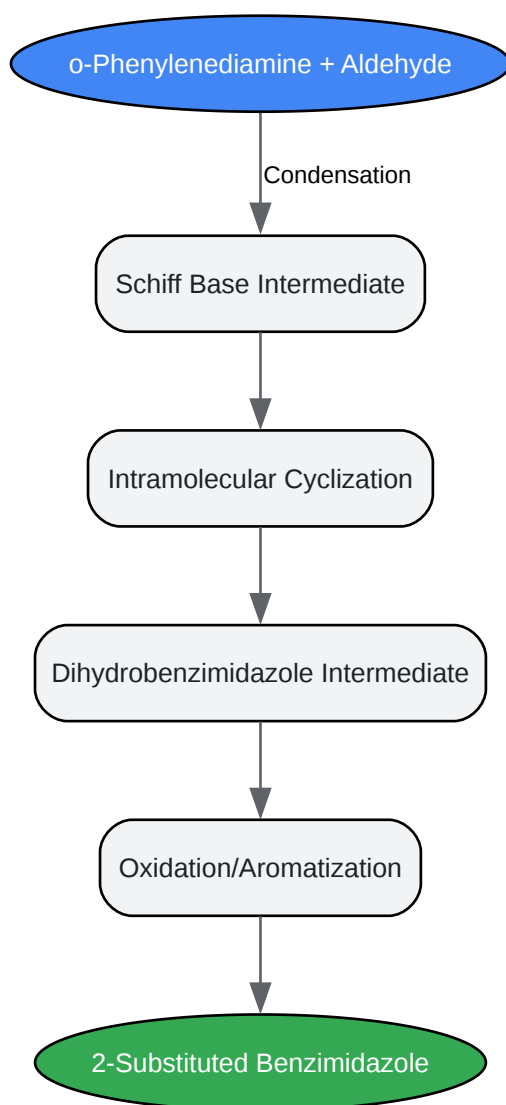 o-Phenylenediamine + Aldehyde
Condensation
Schiff Base Intermediate
Intramolecular Cyclization
Dihydrobenzimidazole Intermediate
Oxidation/Aromatization
2-Substituted Benzimidazole